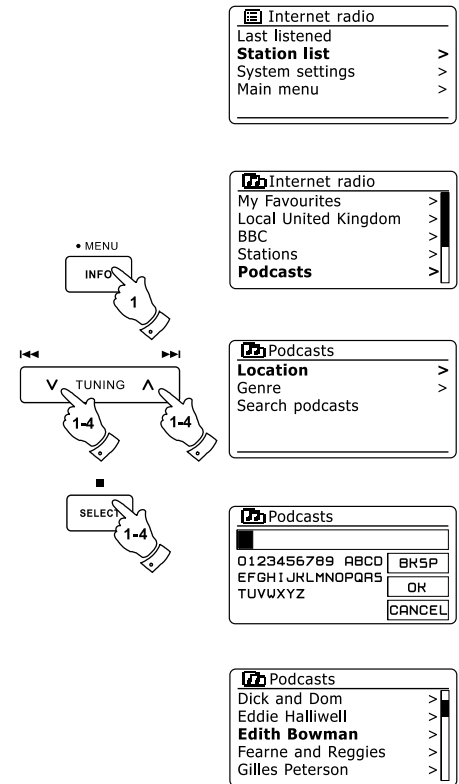 Internet radio
Last listened
Station list >
System settings >
Main menu >
Internet radio
My Favourites >
Local United Kingdom >
BBC >
Stations >
Podcasts >
• MENU
INFO
1
TUNING
1-4
1-4
SELECT
1-4
Podcasts
Location >
Genre >
Search podcasts
Podcasts
0123456789 ABCD
EFGHIJKLMNOPQRS
TUVWXYZ
BKSP
OK
CANCEL
Podcasts
Dick and Dom >
Eddie Halliwell >
Edith Bowman >
Fearne and Reggies >
Gilles Peterson >